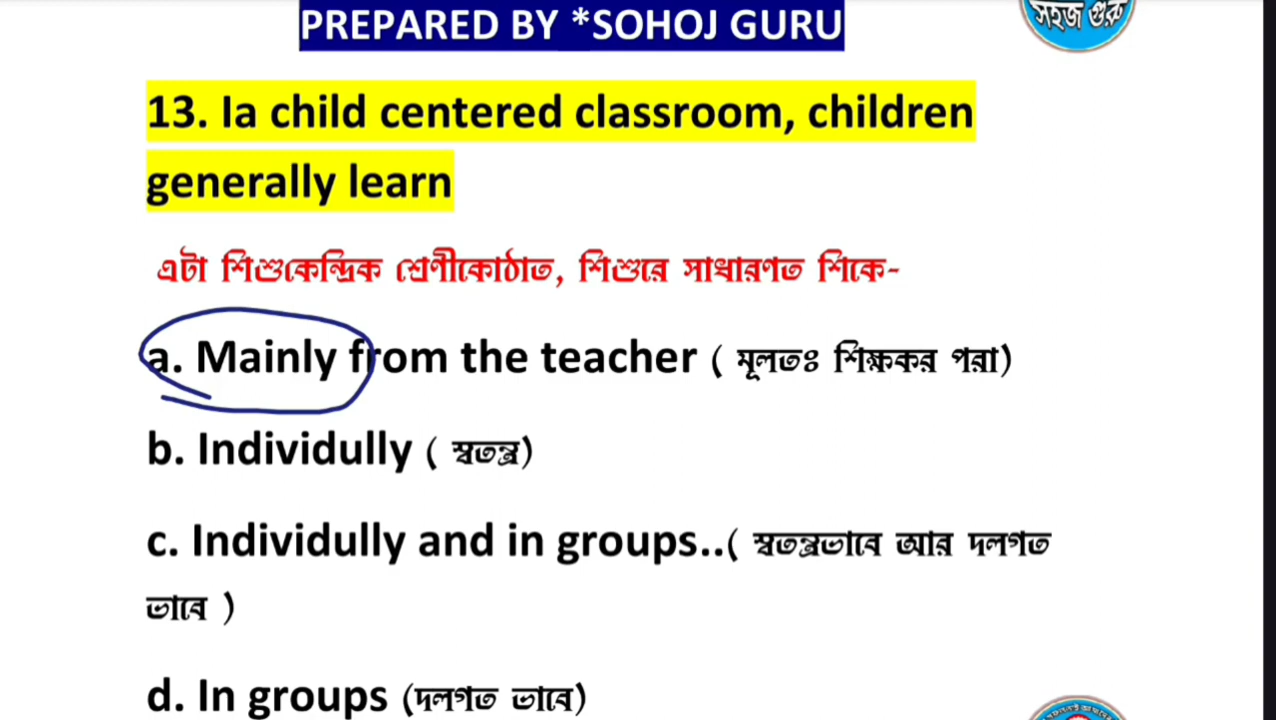 PREPARED BY *SOHOJ GURU
সহজ গুৰু
13. Ia child centered classroom, children
generally learn
এটা শিশুকেন্দ্ৰিক শ্ৰেণীকোঠাত, শিশুৱে সাধাৰণত শিকে-
a. Mainly from the teacher ( মূলতঃ শিক্ষকৰ পৰা)
b. Individully ( স্বতন্ত্ৰ)
c. Individully and in groups..( স্বতন্ত্ৰভাবে আৰু দলগত
ভাবে )
d. In groups (দলগত ভাবে)